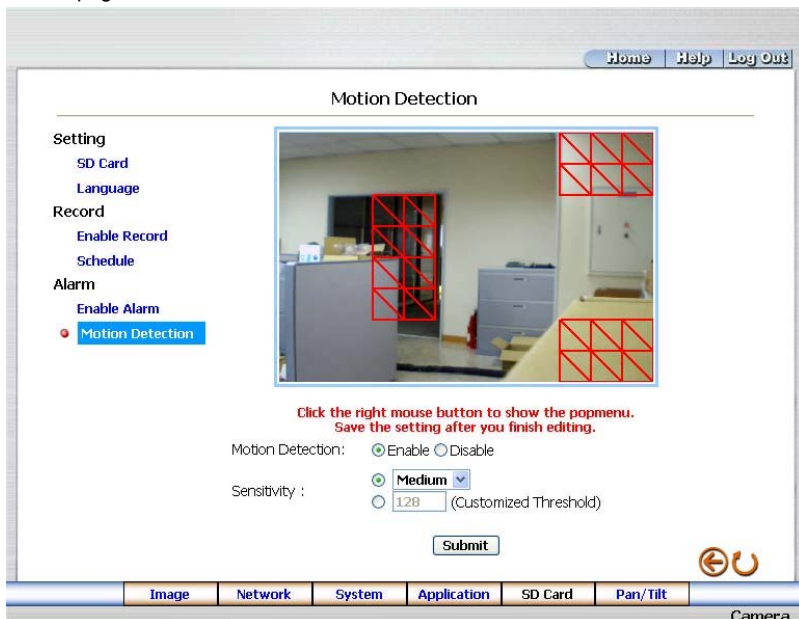 Home Help Log Out
Motion Detection
Setting
SD Card
Language
Record
Enable Record
Schedule
Alarm
Enable Alarm
Motion Detection
Click the right mouse button to show the popmenu.
Save the setting after you finish editing.
Motion Detection: Enable Disable
Sensitivity :
Medium
128 (Customized Threshold)
Submit
Image Network System Application SD Card Pan/Tilt
Camera